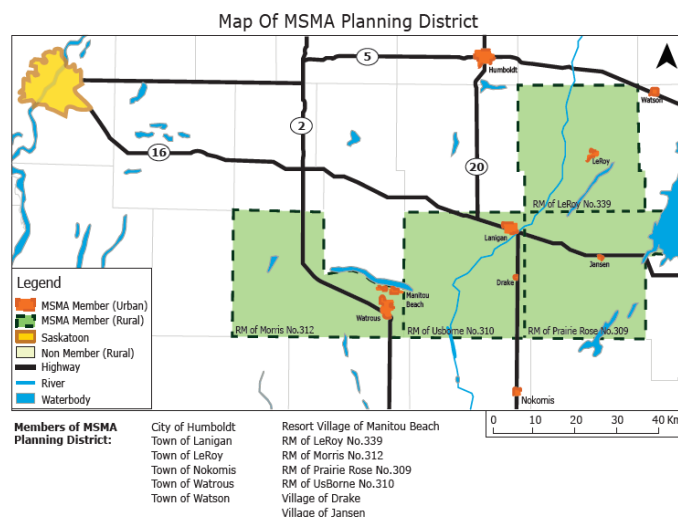 Map Of MSMA Planning District
5
Humboldt
Watson
2
16
20
LeRoy
RM of LeRoy No.339
Lanigan
Jansen
Drake
Manitou
Beach
Watrous
RM of Morris No.312
RM of Usborne No.310
RM of Prairie Rose No.309
Nokomis
Legend
MSMA Member (Urban)
MSMA Member (Rural)
Saskatoon
Non Member (Rural)
Highway
River
Waterbody
0 10 20 30 40 Km
Members of MSMA
Planning District:
City of Humboldt
Town of Lanigan
Town of LeRoy
Town of Nokomis
Town of Watrous
Town of Watson
Resort Village of Manitou Beach
RM of LeRoy No.339
RM of Morris No.312
RM of Prairie Rose No.309
RM of UsBorne No.310
Village of Drake
Village of Jansen